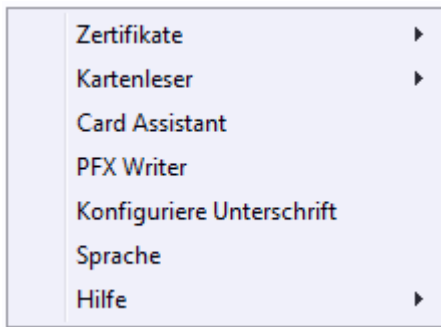 Zertifikate
Kartenleser
Card Assistant
PFX Writer
Konfiguriere Unterschrift
Sprache
Hilfe